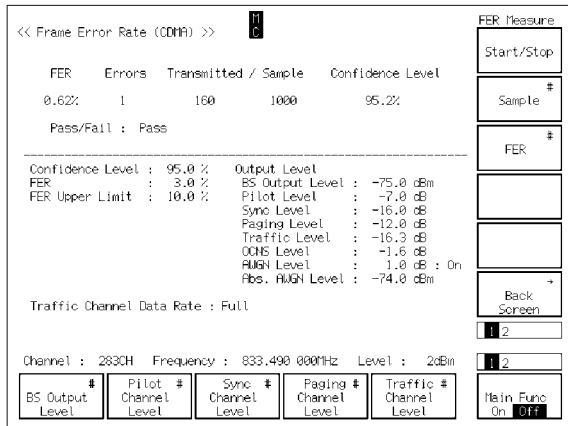 << Frame Error Rate (CDMA) >>
M
C
FER Measure
FER Errors Transmitted / Sample Confidence Level
0.62% 1 160 1000 95.2%
Pass/Fail : Pass
Confidence Level : 95.0 %
FER : 3.0 %
FER Upper Limit : 10.0 %
Output Level
BS Output Level : -75.0 dBm
Pilot Level : -7.0 dB
Sync Level : -16.0 dB
Paging Level : -12.0 dB
Traffic Level : -16.3 dB
OCNS Level : -1.6 dB
AWGN Level : 1.0 dB : On
Abs. AWGN Level : -74.0 dBm
Traffic Channel Data Rate : Full
Channel : 283CH Frequency : 833.490 000MHz Level : 2dBm
#
BS Output
Level
Pilot #
Channel
Level
Sync #
Channel
Level
Paging #
Channel
Level
Traffic #
Channel
Level
Start/Stop
#
Sample
#
FER
→
Back
Screen
1 2
1 2
Main Func
On Off